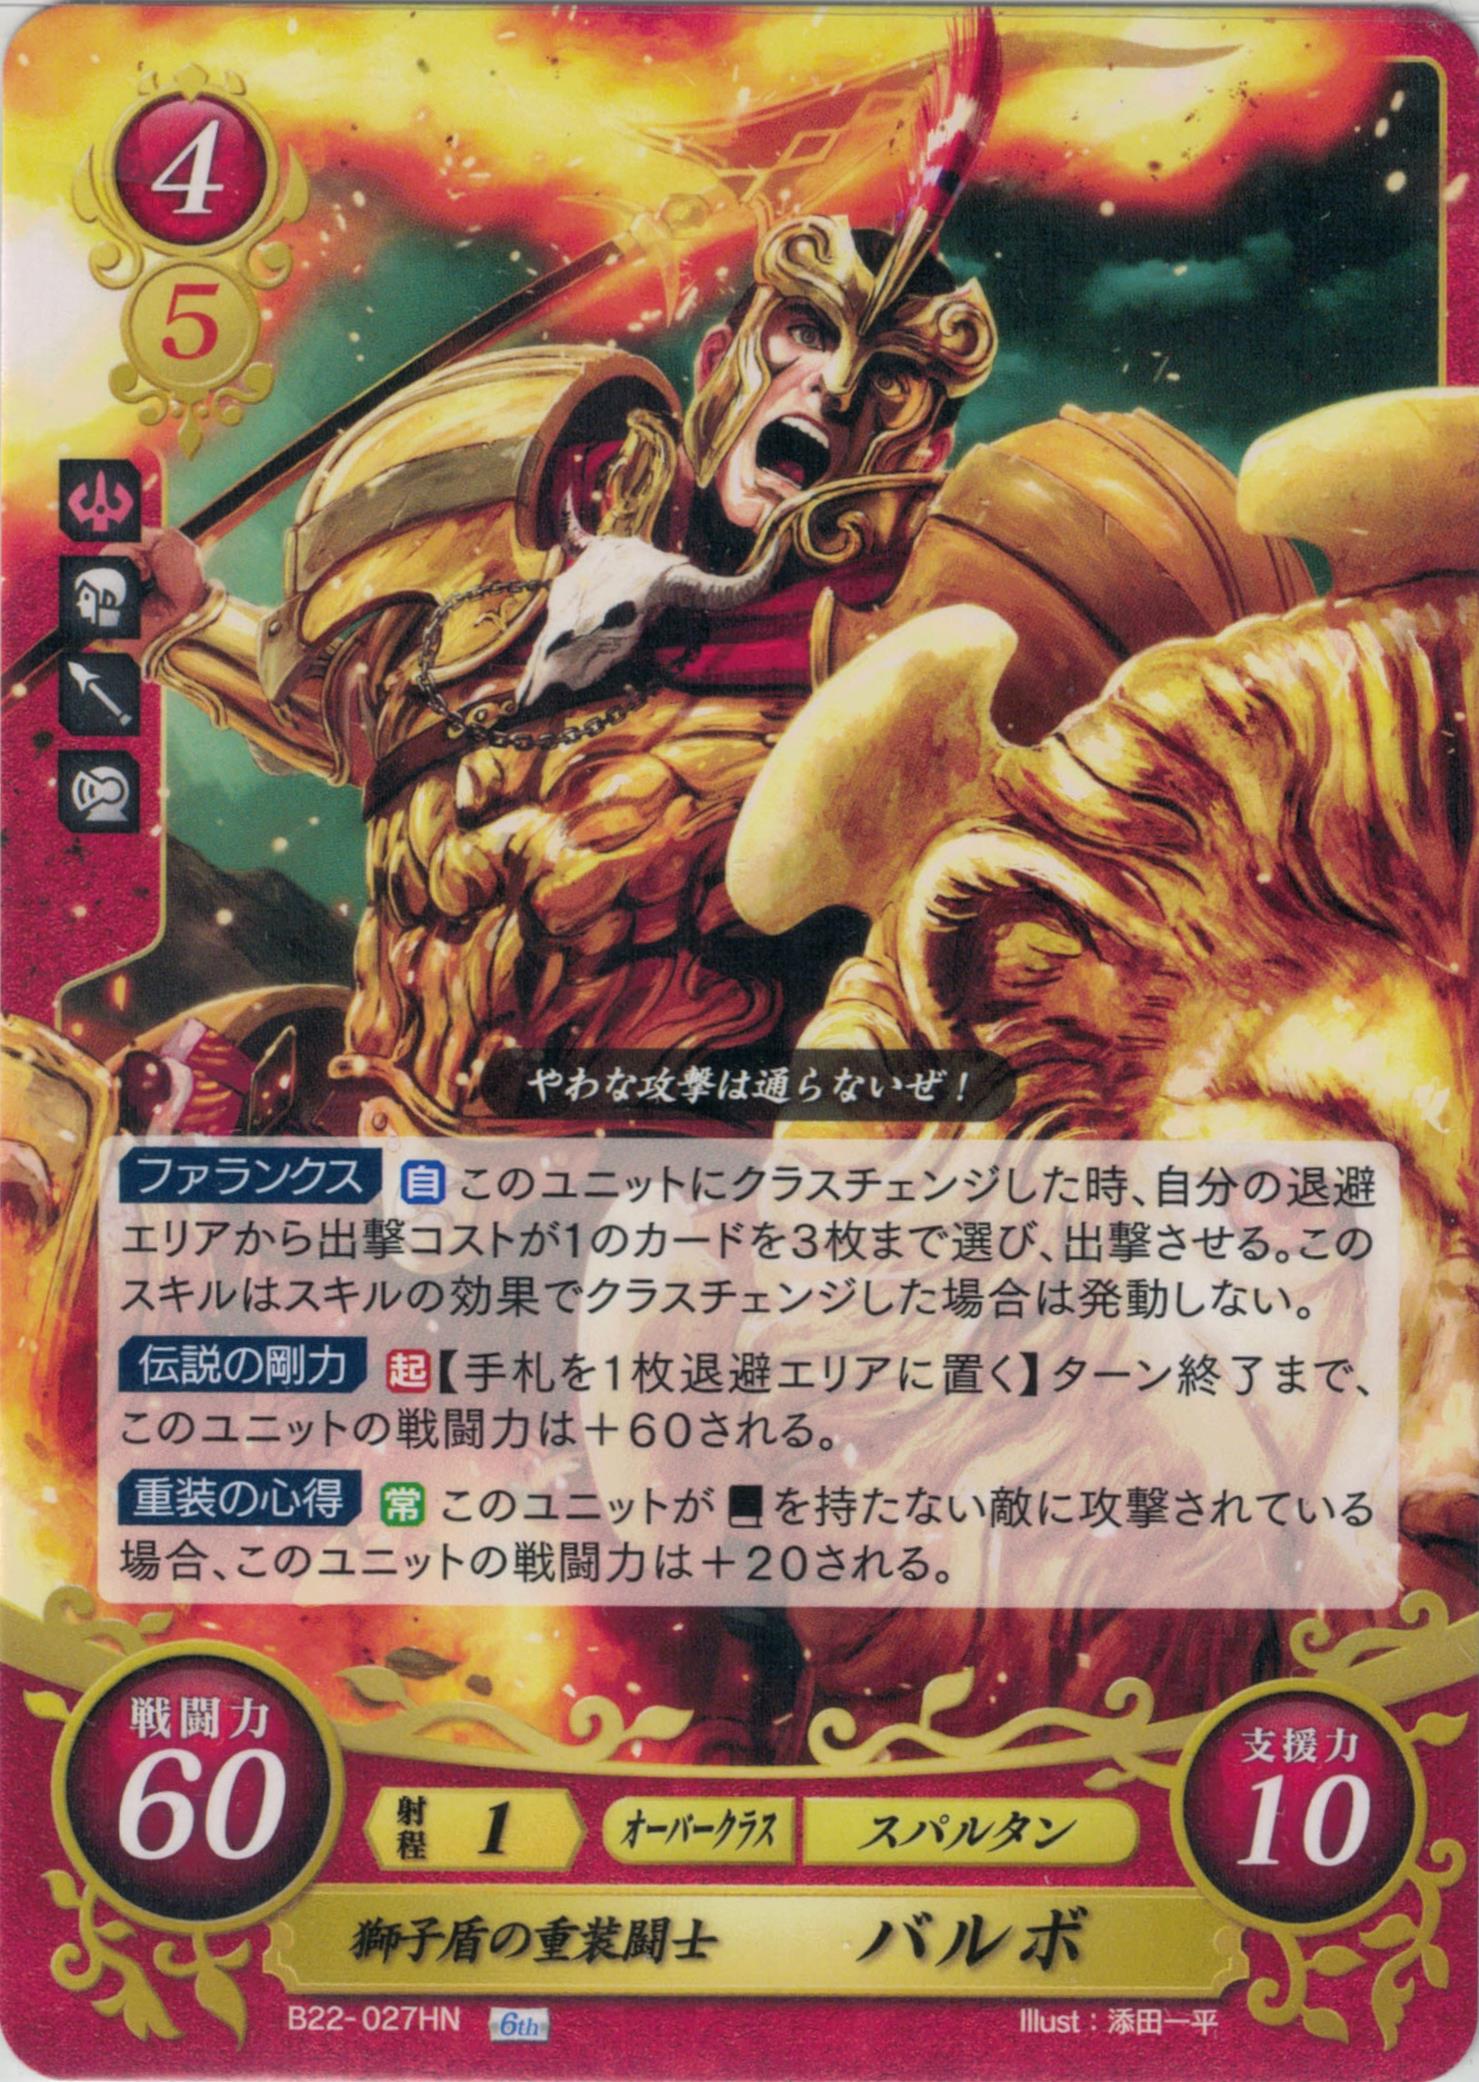 4
5
やわな攻撃は通らないぜ！
ファランクス 自 このユニットにクラスチェンジした時、自分の退避
エリアから出撃コストが1のカードを3枚まで選び、出撃させる。この
スキルはスキルの効果でクラスチェンジした場合は発動しない。
伝説の剛力 起【手札を1枚退避エリアに置く】ターン終了まで、
このユニットの戦闘力は＋60される。
重装の心得 常 このユニットが を持たない敵に攻撃されている
場合、このユニットの戦闘力は＋20される。
戦闘力
60
射程 1
オーバークラス スパルタン
支援力
10
獅子盾の重装闘士 バルボ
B22-027HN 6th
Illust：添田一平